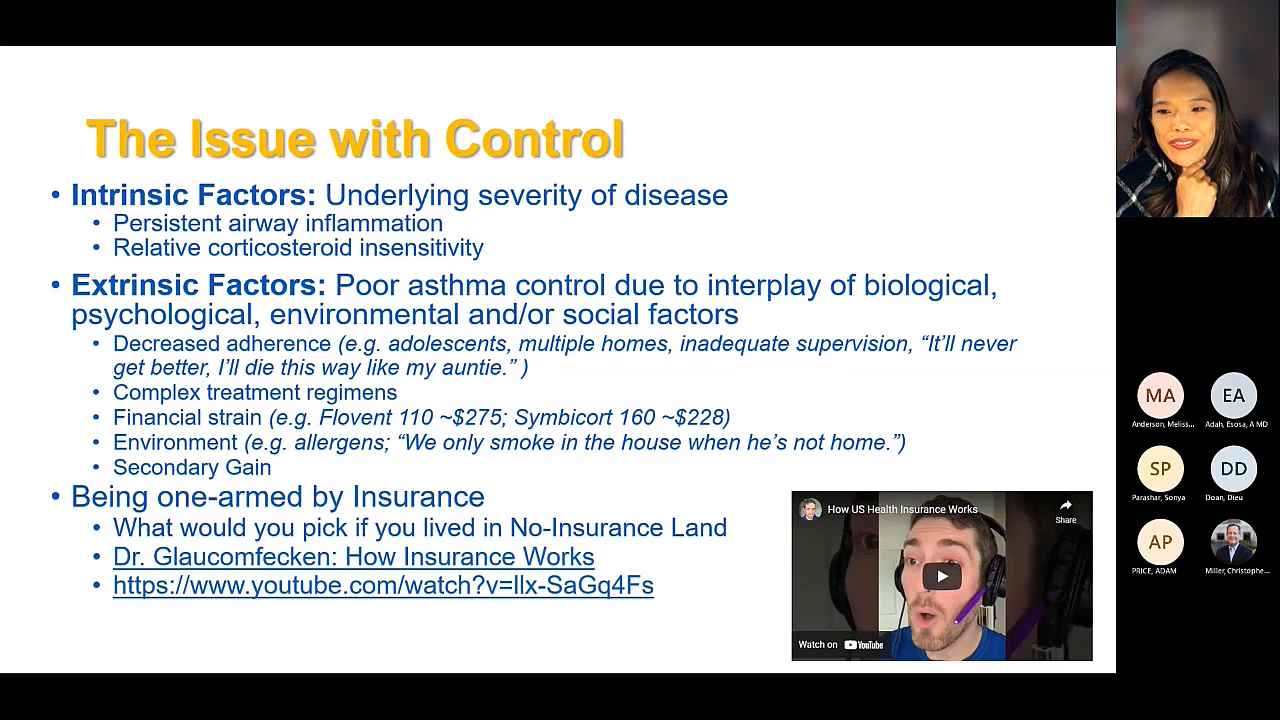 The Issue with Control
• Intrinsic Factors: Underlying severity of disease
• Persistent airway inflammation
• Relative corticosteroid insensitivity
• Extrinsic Factors: Poor asthma control due to interplay of biological,
psychological, environmental and/or social factors
• Decreased adherence (e.g. adolescents, multiple homes, inadequate supervision, “It’ll never
get better, I’ll die this way like my auntie.” )
• Complex treatment regimens
• Financial strain (e.g. Flovent 110 ~$275; Symbicort 160 ~$228)
• Environment (e.g. allergens; “We only smoke in the house when he’s not home.”)
• Secondary Gain
• Being one-armed by Insurance
• What would you pick if you lived in No-Insurance Land
• Dr. Glaucomfecken: How Insurance Works
• https://www.youtube.com/watch?v=llx-SaGq4Fs
How US Health Insurance Works
Share
Watch on YouTube
MA
EA
Anderson, Meliss...
Adah, Esosa, A MD
SP
DD
Parashar, Sonya
Doan, Dieu
AP
PRICE, ADAM
Miller, Christophe...